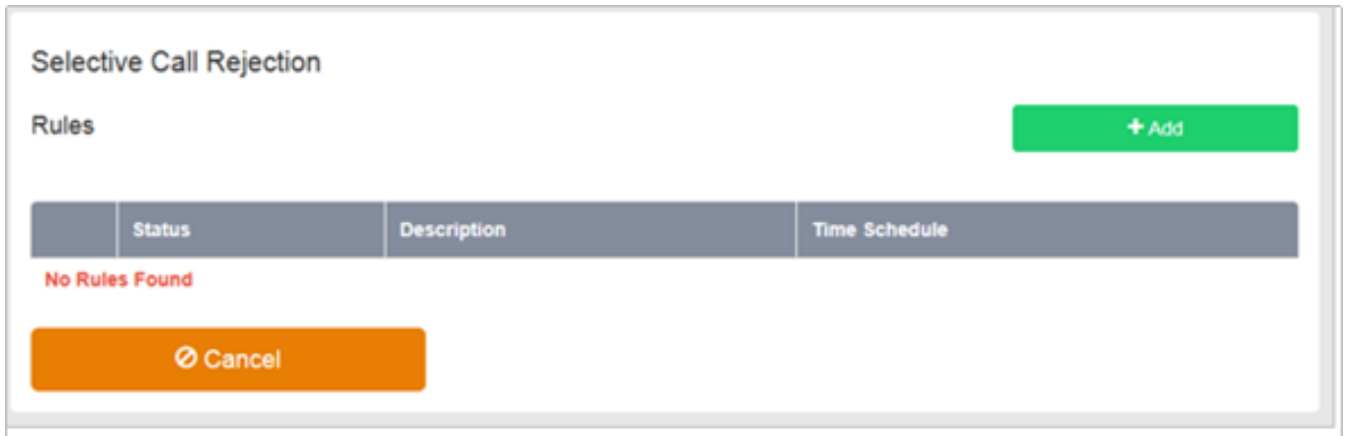 Selective Call Rejection
Rules
+ Add
Status Description Time Schedule
No Rules Found
Cancel